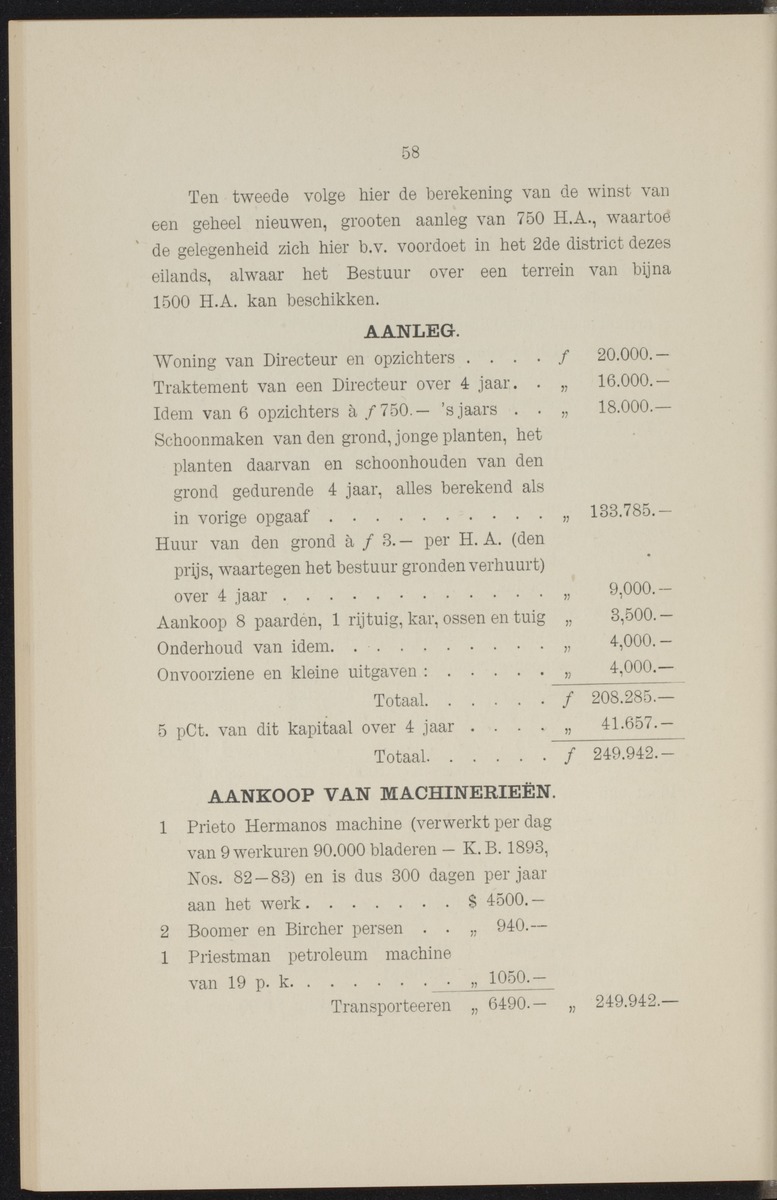 58
Ten tweede volge hier de berekening van de winst van
een geheel nieuwen, grooten aanleg van 750 H.A., waartoe
de gelegenheid zich hier b.v. voordoet in het 2de district dezes
eilands, alwaar het Bestuur over een terrein van bijna
1500 H.A. kan beschikken.
AANLEG.
Woning van Directeur en opzichters . . . . f 20.000.—
Traktement van een Directeur over 4 jaar. . „ 16.000.—
Idem van 6 opzichters à f 750.— 's jaars . . „ 18.000.—
Schoonmaken van den grond, jonge planten, het
planten daarvan en schoonhouden van den
grond gedurende 4 jaar, alles berekend als
in vorige opgaaf . . . . . . . . . . „ 133.785.—
Huur van den grond à f 3.— per H. A. (den
prijs, waartegen het bestuur gronden verhuurt)
over 4 jaar . . . . . . . . . . . . „ 9,000.—
Aankoop 8 paarden, 1 rijtuig, kar, ossen en tuig „ 3,500.—
Onderhoud van idem. . . . . . . . . . „ 4,000.—
Onvoorziene en kleine uitgaven : . . . . . „ 4,000.—
Totaal. . . . . . f 208.285.—
5 pCt. van dit kapitaal over 4 jaar . . . . „ 41.657.—
Totaal. . . . . . f 249.942.—
AANKOOP VAN MACHINERIEËN.
1 Prieto Hermanos machine (verwerkt per dag
van 9 werkuren 90.000 bladeren — K. B. 1893,
Nos. 82—83) en is dus 300 dagen per jaar
aan het werk . . . . . . . $ 4500.—
2 Boomer en Bircher persen . . „ 940.—
1 Priestman petroleum machine
van 19 p. k. . . . . . . . „ 1050.—
Transporteeren „ 6490.— „ 249.942.—